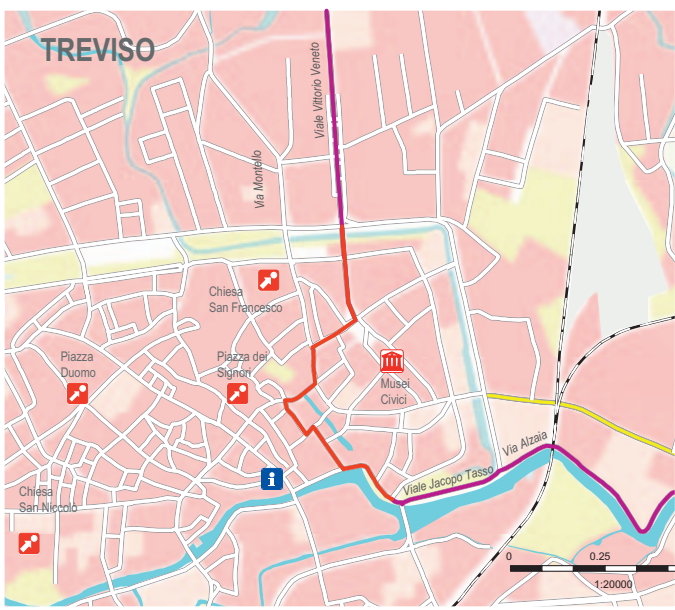 TREVISO
Viale Vittorio Veneto
Via Montello
Chiesa
San Francesco
Piazza
Duomo
Piazza dei
Signori
Musei
Civici
Via Alzaia
Viale Jacopo Tasso
i
Chiesa
San Niccolò
0 0.25
1:20000